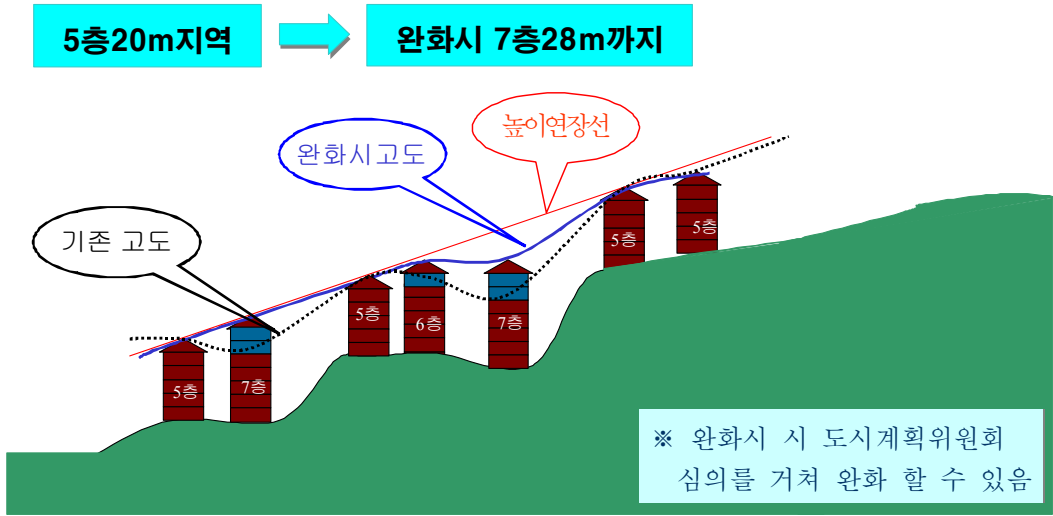 5층20m지역
완화시 7층28m까지
높이연장선
완화시고도
기존 고도
5층
7층
5층
6층
7층
5층
5층
※ 완화시 시 도시계획위원회
심의를 거쳐 완화 할 수 있음